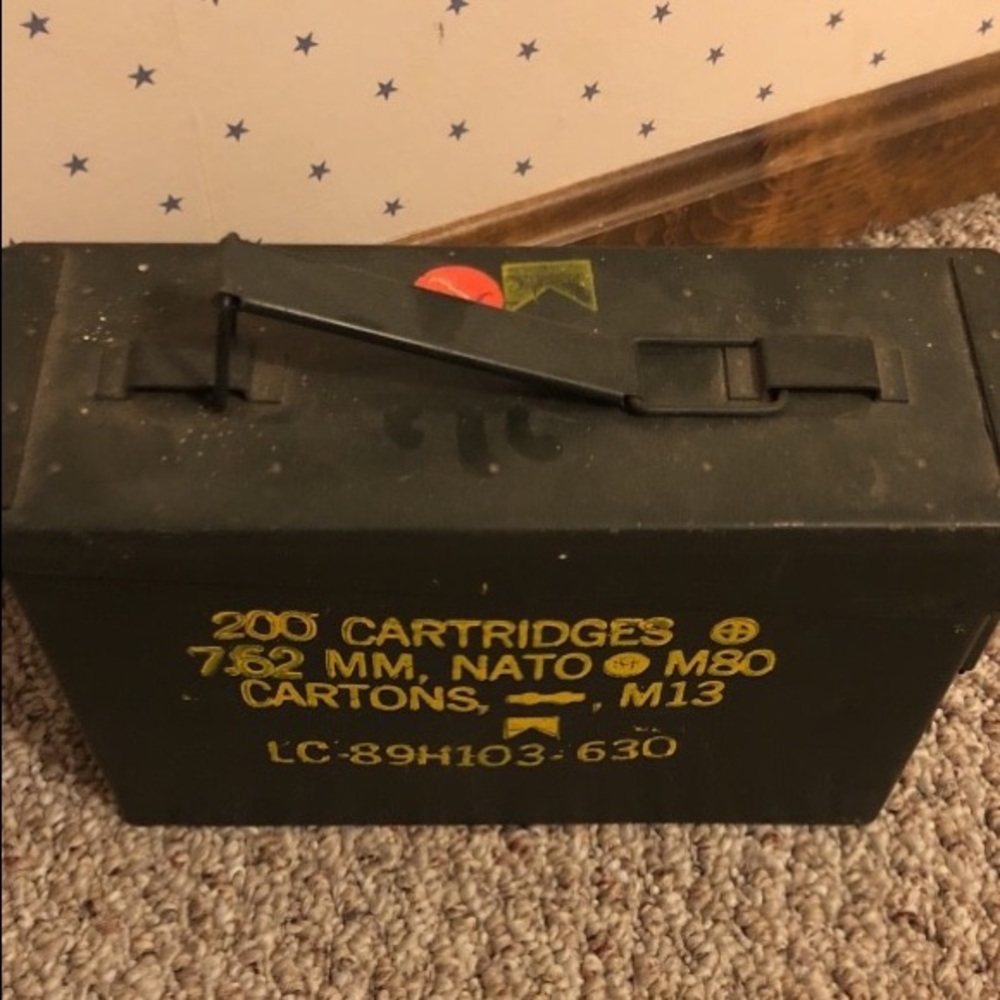 200 CARTRIDGES
7.62 MM, NATO M80
CARTONS, , M13
LC-89H103-630